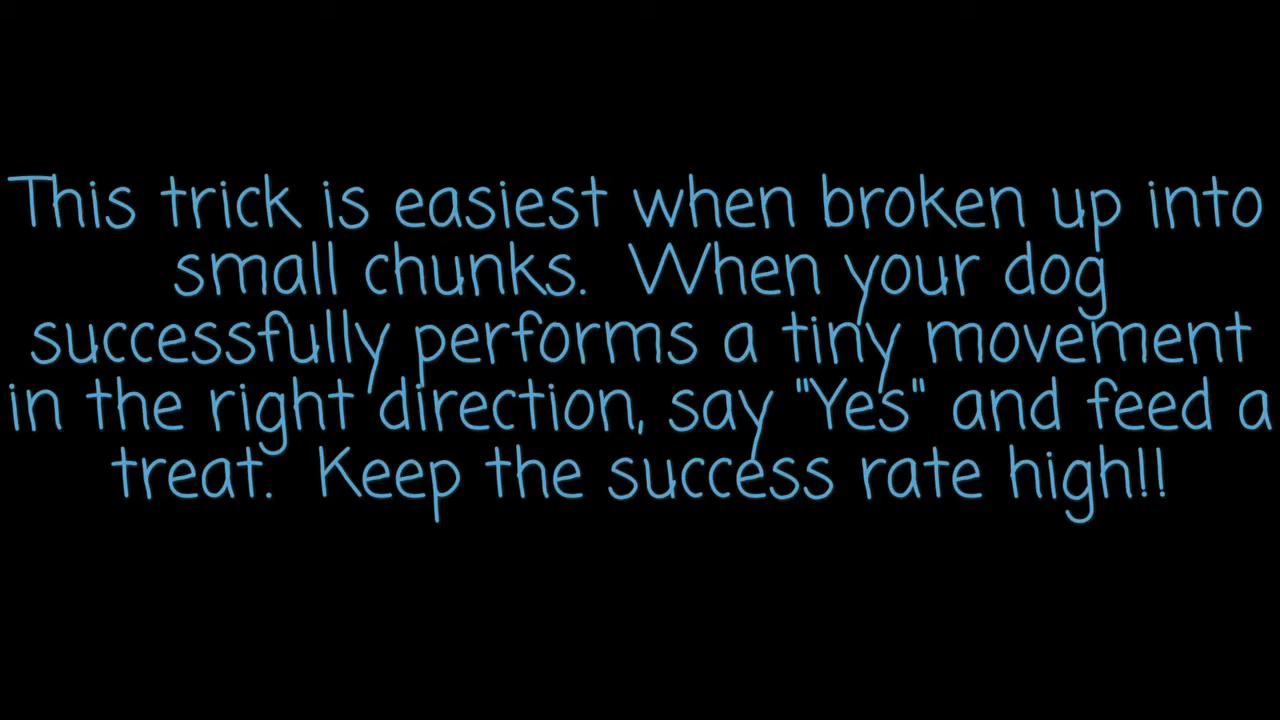 This trick is easiest when broken up into
small chunks.  When your dog
successfully performs a tiny movement
in the right direction, say "Yes" and feed a
treat.  Keep the success rate high!!